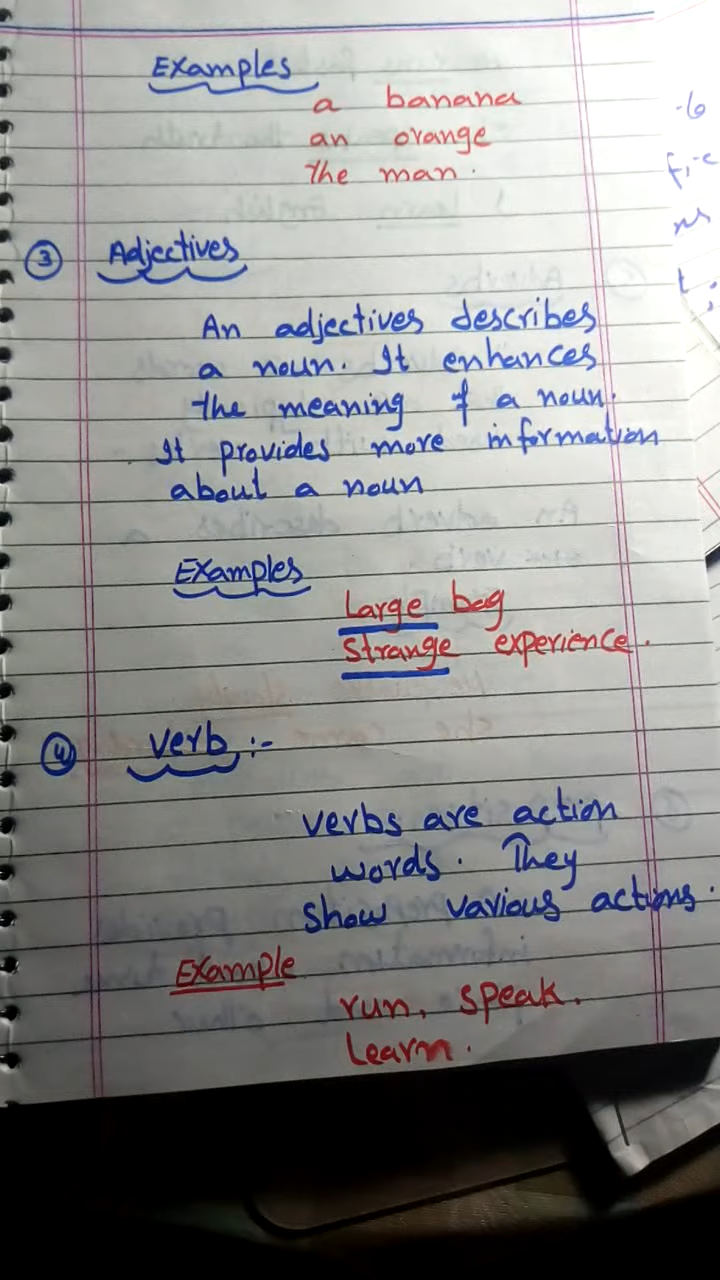 Examples
a banana
an orange
the man.
3 Adjectives
An adjectives describes
a noun. It enhances
the meaning of a noun.
It provides more information
about a noun
Examples
Large bag
Strange experience.
4 Verb :-
verbs are action
words. They
show various actions.
Example
run, speak,
Learn.